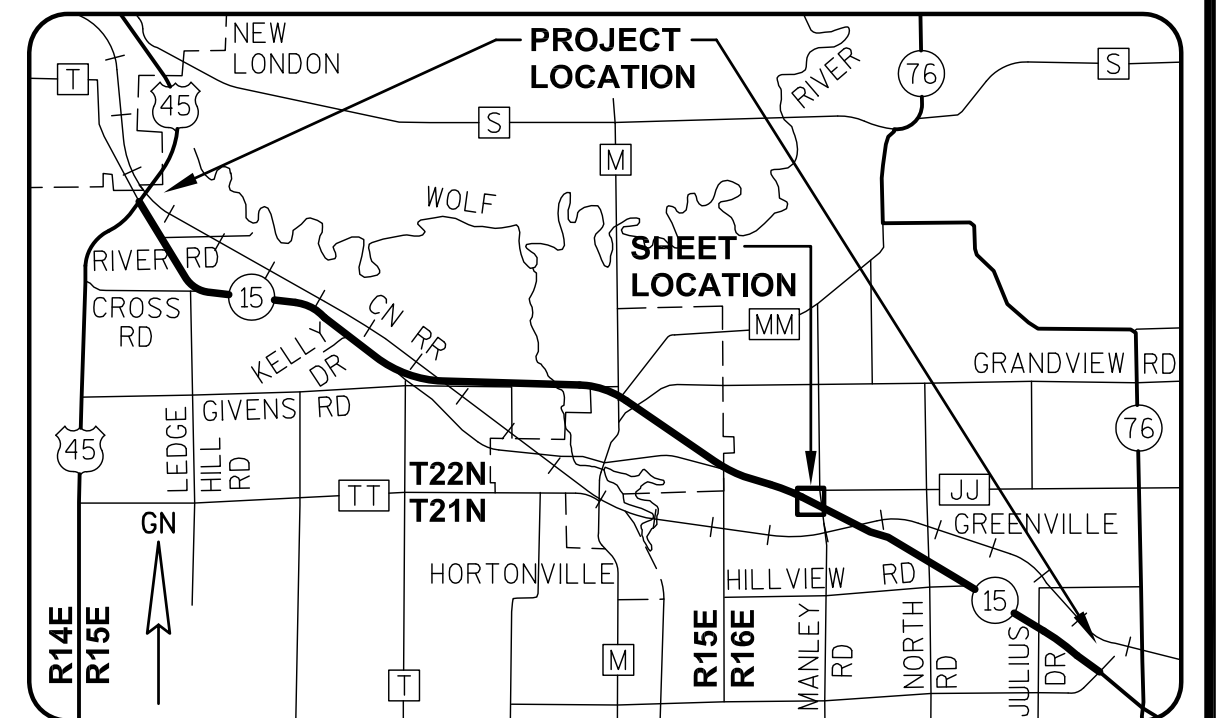 NEW
LONDON
PROJECT
LOCATION
RIVER
76
S
T
45
S
M
WOLF
SHEET
LOCATION
RIVER RD
15
CROSS
RD
CN RR
KELLY
DR
MM
GRANDVIEW RD
GIVENS RD
45
LEDGE
HILL
RD
76
T22N
T21N
TT
JJ
GN
GREENVILLE
HORTONVILLE
HILLVIEW RD
15
R14E
R15E
M
T
R15E
R16E
MANLEY
RD
NORTH
RD
JULIUS
DR